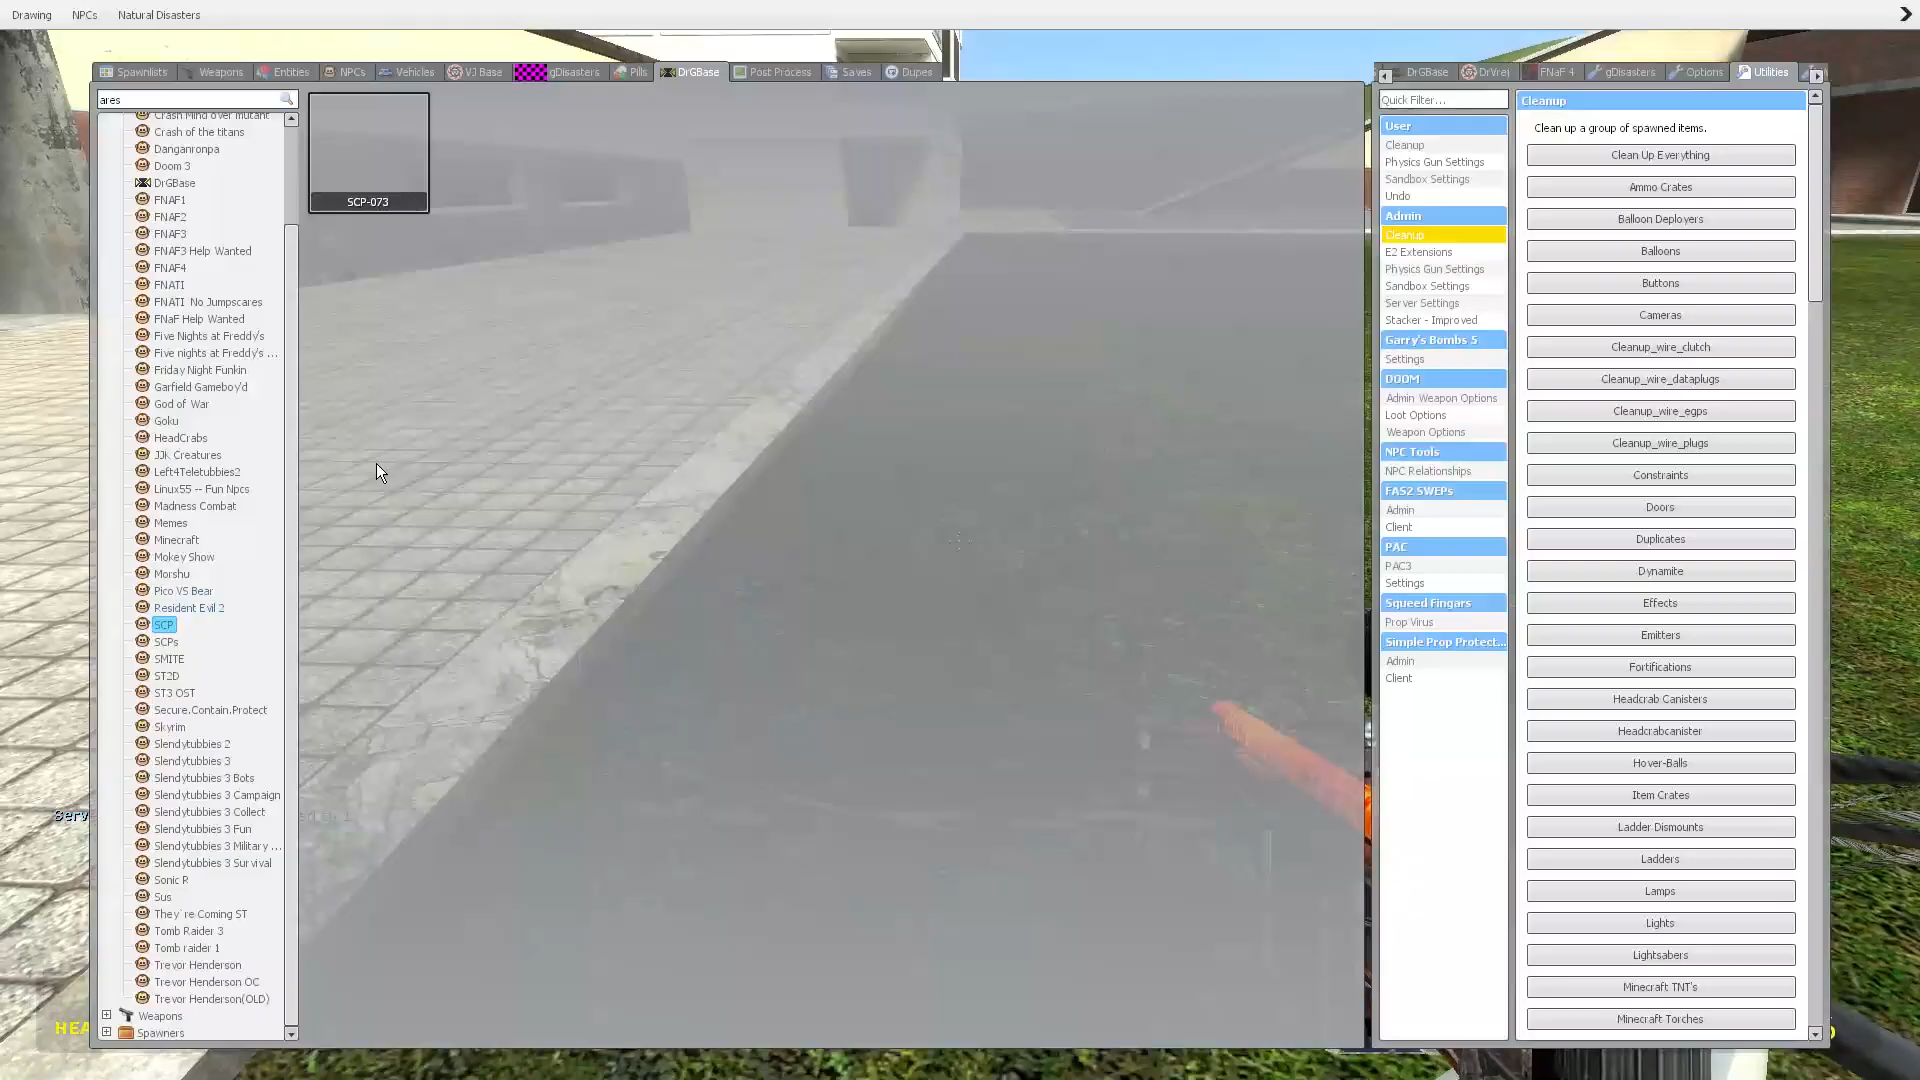 Drawing NPCs Natural Disasters
Spawnlists Weapons Entities NPCs Vehicles VJ Base gDisasters Pills DrGBase Post Process Saves Dupes
DrGBase FNaF 4 gDisasters Options Utilities
ares
Crash Mind over mutant
Crash of the titans
Danganronpa
Doom 3
DrGBase
FNAF1
FNAF2
FNAF3
FNAF3 Help Wanted
FNAF4
FNATI
FNATI No Jumpscares
FNaF Help Wanted
Five Nights at Freddy's
Five nights at Freddy's ...
Friday Night Funkin
Garfield Gameboy'd
God of War
Goku
HeadCrabs
JJK Creatures
Left4Teletubbies2
Linux55 -- Fun Npcs
Madness Combat
Memes
Minecraft
Mokey Show
Morshu
Pico VS Bear
Resident Evil 2
SCP
SCPs
SMITE
ST2D
ST3 OST
Secure.Contain.Protect
Skyrim
Slendytubbies 2
Slendytubbies 3
Slendytubbies 3 Bots
Slendytubbies 3 Campaign
Slendytubbies 3 Collect
Slendytubbies 3 Fun
Slendytubbies 3 Military ...
Slendytubbies 3 Survival
Sonic R
Sus
They're Coming ST
Tomb Raider 3
Tomb raider 1
Trevor Henderson
Trevor Henderson OC
Trevor Henderson(OLD)
Weapons
Spawners
SCP-073
Serv
HEA
Quick Filter...
User
Cleanup
Physics Gun Settings
Sandbox Settings
Undo
Admin
Cleanup
E2 Extensions
Physics Gun Settings
Sandbox Settings
Server Settings
Stacker - Improved
Garry's Bombs 5
Settings
DOOM
Admin Weapon Options
Loot Options
Weapon Options
NPC Tools
NPC Relationships
FAS2 SWEPs
Admin
Client
PAC
PAC3
Settings
Squeed Fingars
Prop Virus
Simple Prop Protect...
Admin
Client
Cleanup
Clean up a group of spawned items.
Clean Up Everything
Ammo Crates
Balloon Deployers
Balloons
Buttons
Cameras
Cleanup_wire_clutch
Cleanup_wire_dataplugs
Cleanup_wire_egps
Cleanup_wire_plugs
Constraints
Doors
Duplicates
Dynamite
Effects
Emitters
Fortifications
Headcrab Canisters
Headcrabcanister
Hover-Balls
Item Crates
Ladder Dismounts
Ladders
Lamps
Lights
Lightsabers
Minecraft TNT's
Minecraft Torches